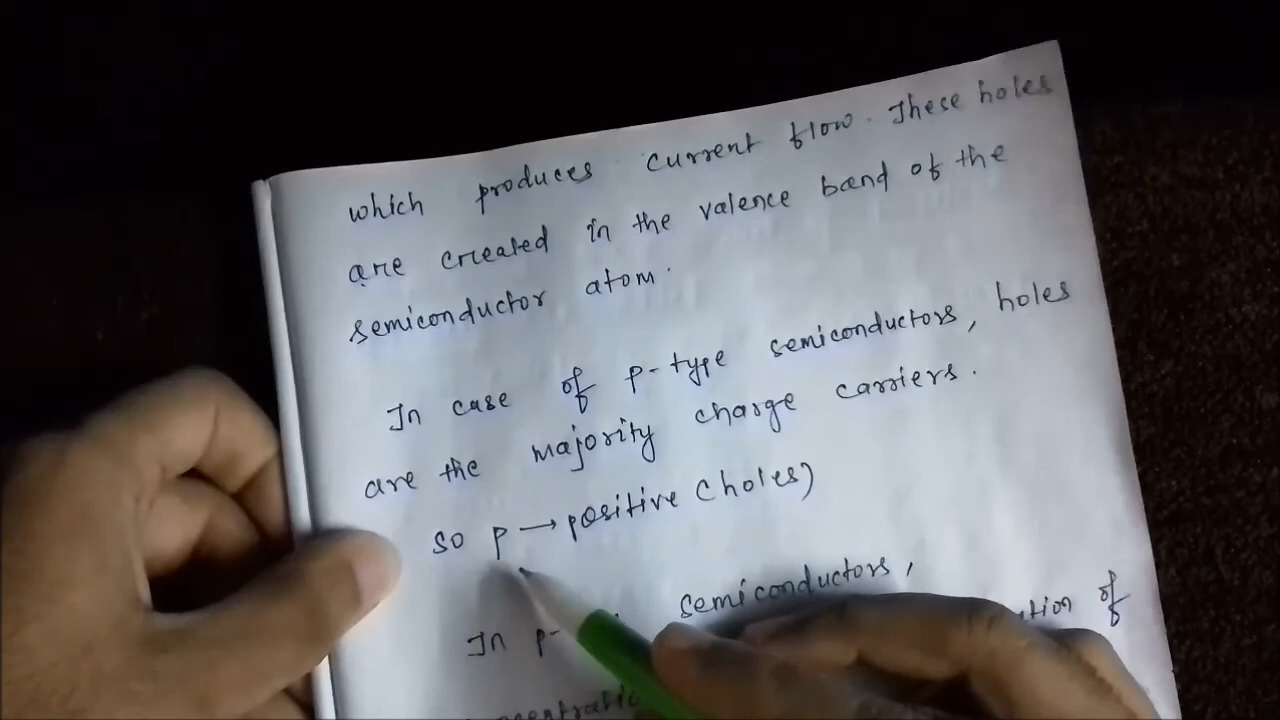 which produces current flow. These holes
are created in the valence band of the
semiconductor atom.
In case of p-type semiconductors, holes
are the majority charge carriers.
so p → positive (holes)
In p- semiconductors,
of